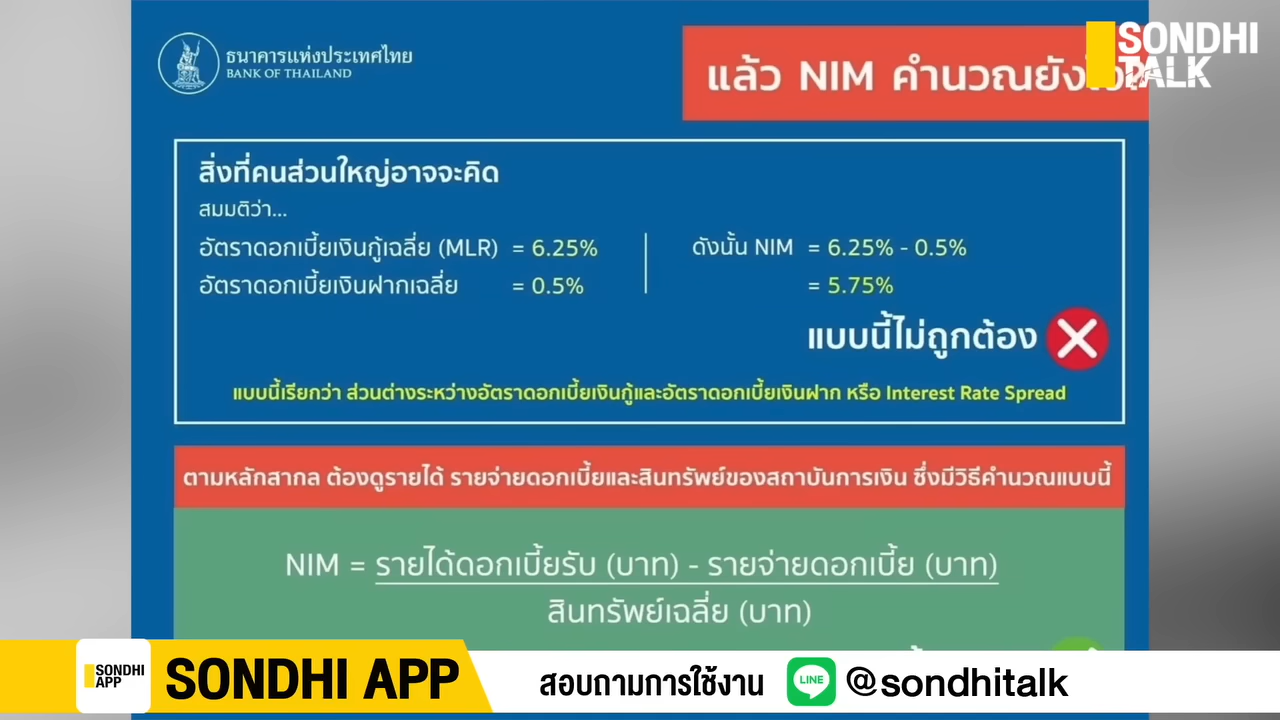 ธนาคารแห่งประเทศไทย
BANK OF THAILAND
แล้ว NIM คำนวณยังไง?
SONDHI
TALK
สิ่งที่คนส่วนใหญ่อาจจะคิด
สมมติว่า...
อัตราดอกเบี้ยเงินกู้เฉลี่ย (MLR) = 6.25%
อัตราดอกเบี้ยเงินฝากเฉลี่ย = 0.5%
ดังนั้น NIM = 6.25% - 0.5%
= 5.75%
แบบนี้ไม่ถูกต้อง
แบบนี้เรียกว่า ส่วนต่างระหว่างอัตราดอกเบี้ยเงินกู้และอัตราดอกเบี้ยเงินฝาก หรือ Interest Rate Spread
ตามหลักสากล ต้องดูรายได้ รายจ่ายดอกเบี้ยและสินทรัพย์ของสถาบันการเงิน ซึ่งมีวิธีคำนวณแบบนี้
NIM = รายได้ดอกเบี้ยรับ (บาท) - รายจ่ายดอกเบี้ย (บาท)
สินทรัพย์เฉลี่ย (บาท)
SONDHI
APP
SONDHI APP
สอบถามการใช้งาน
LINE
@sondhitalk